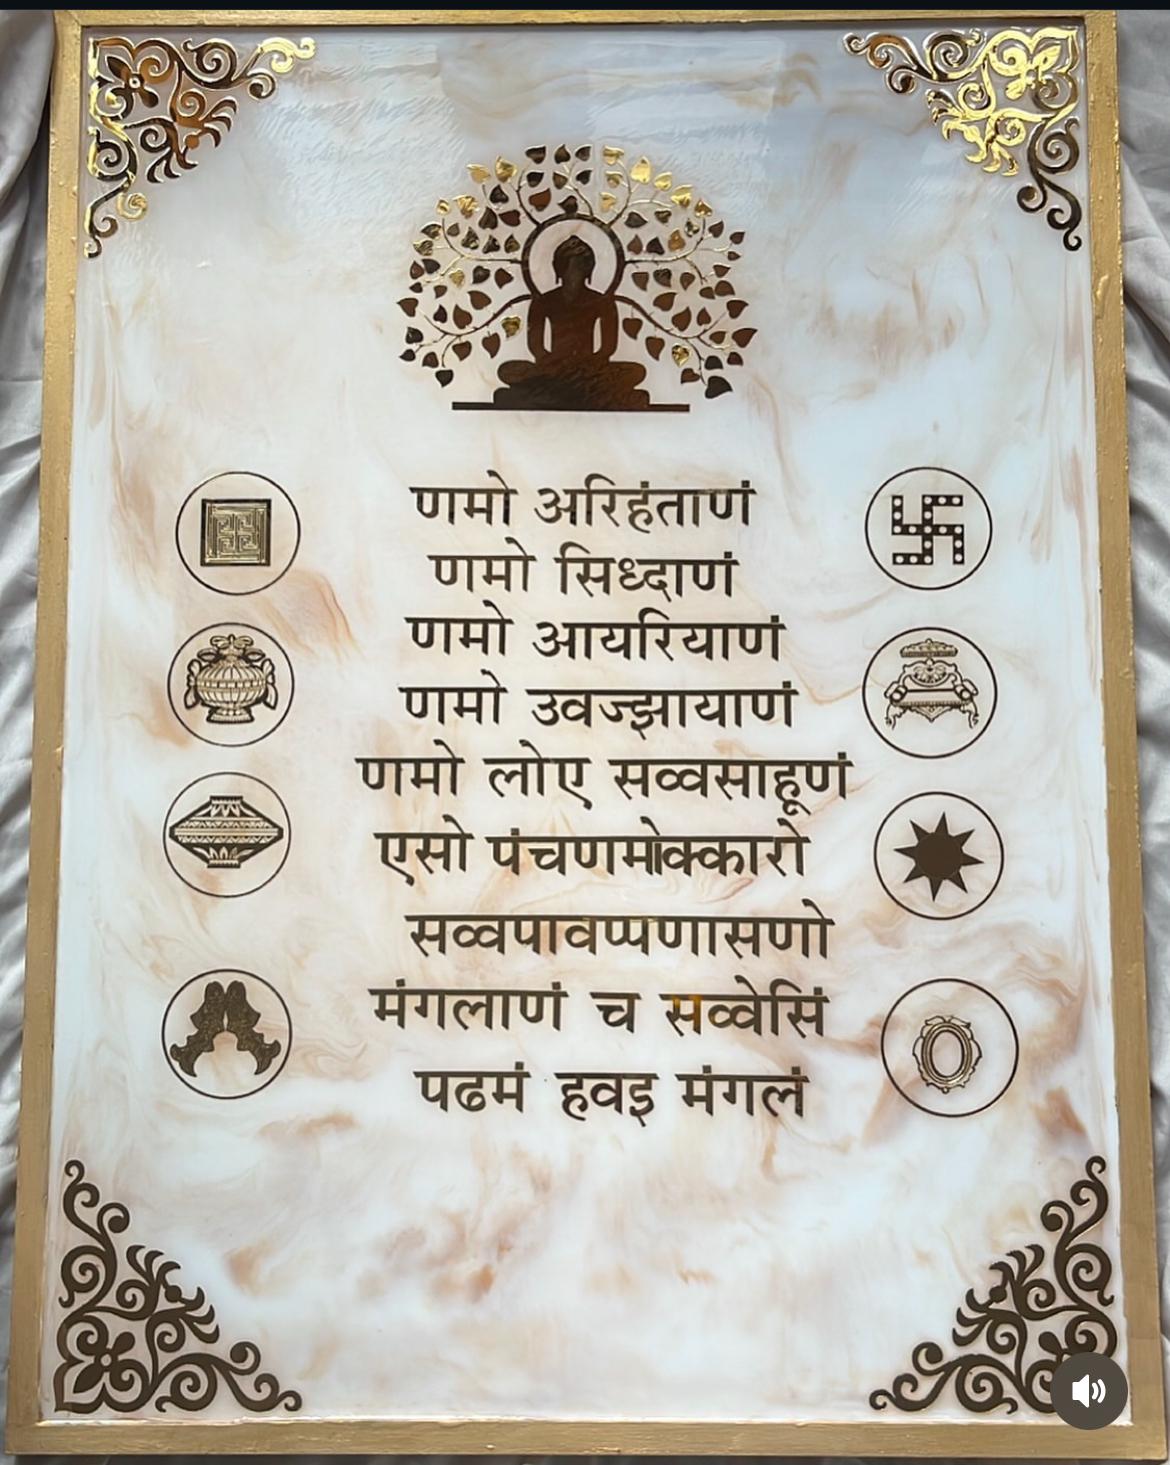 णमो अरिहंताणं
णमो सिध्दाणं
णमो आयरियाणं
णमो उवज्झायाणं
णमो लोए सव्वसाहूणं
एसो पंचणमोक्कारो
सव्वपावप्पणासणो
मंगलाणं च सव्वेसिं
पढमं हवइ मंगलं